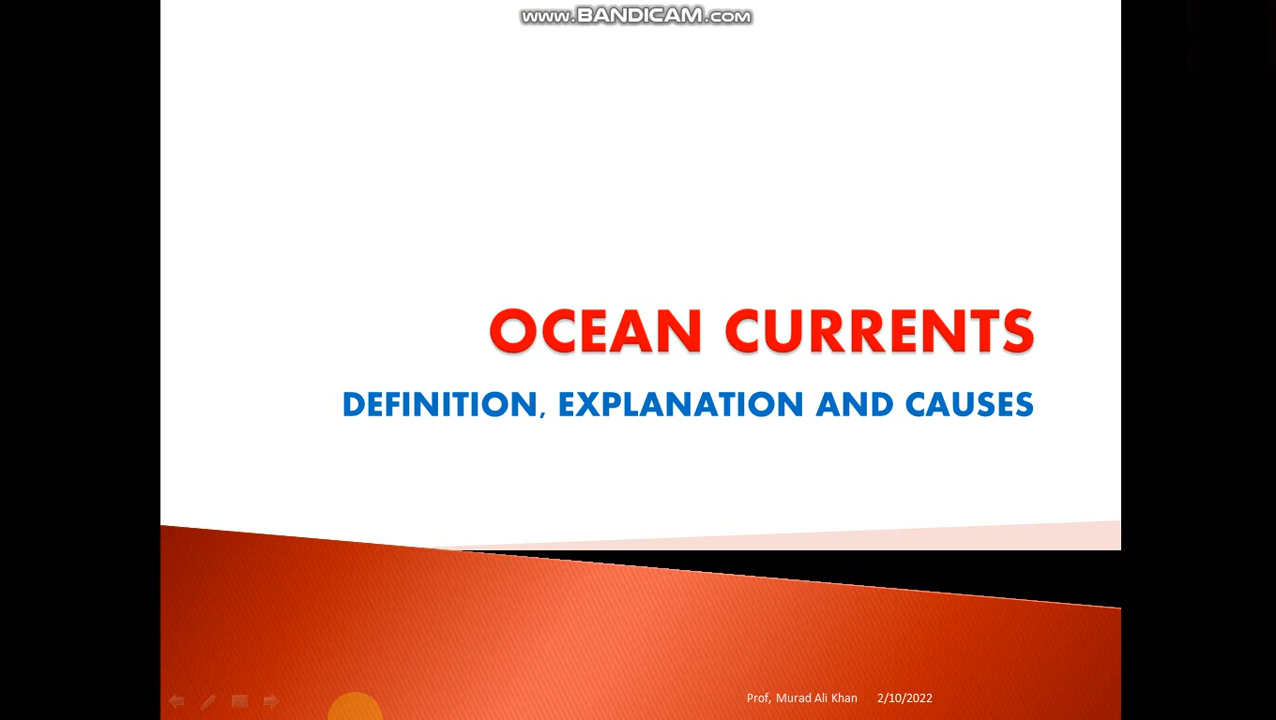 www.BANDICAM.com
OCEAN CURRENTS
DEFINITION, EXPLANATION AND CAUSES
Prof, Murad Ali Khan 2/10/2022